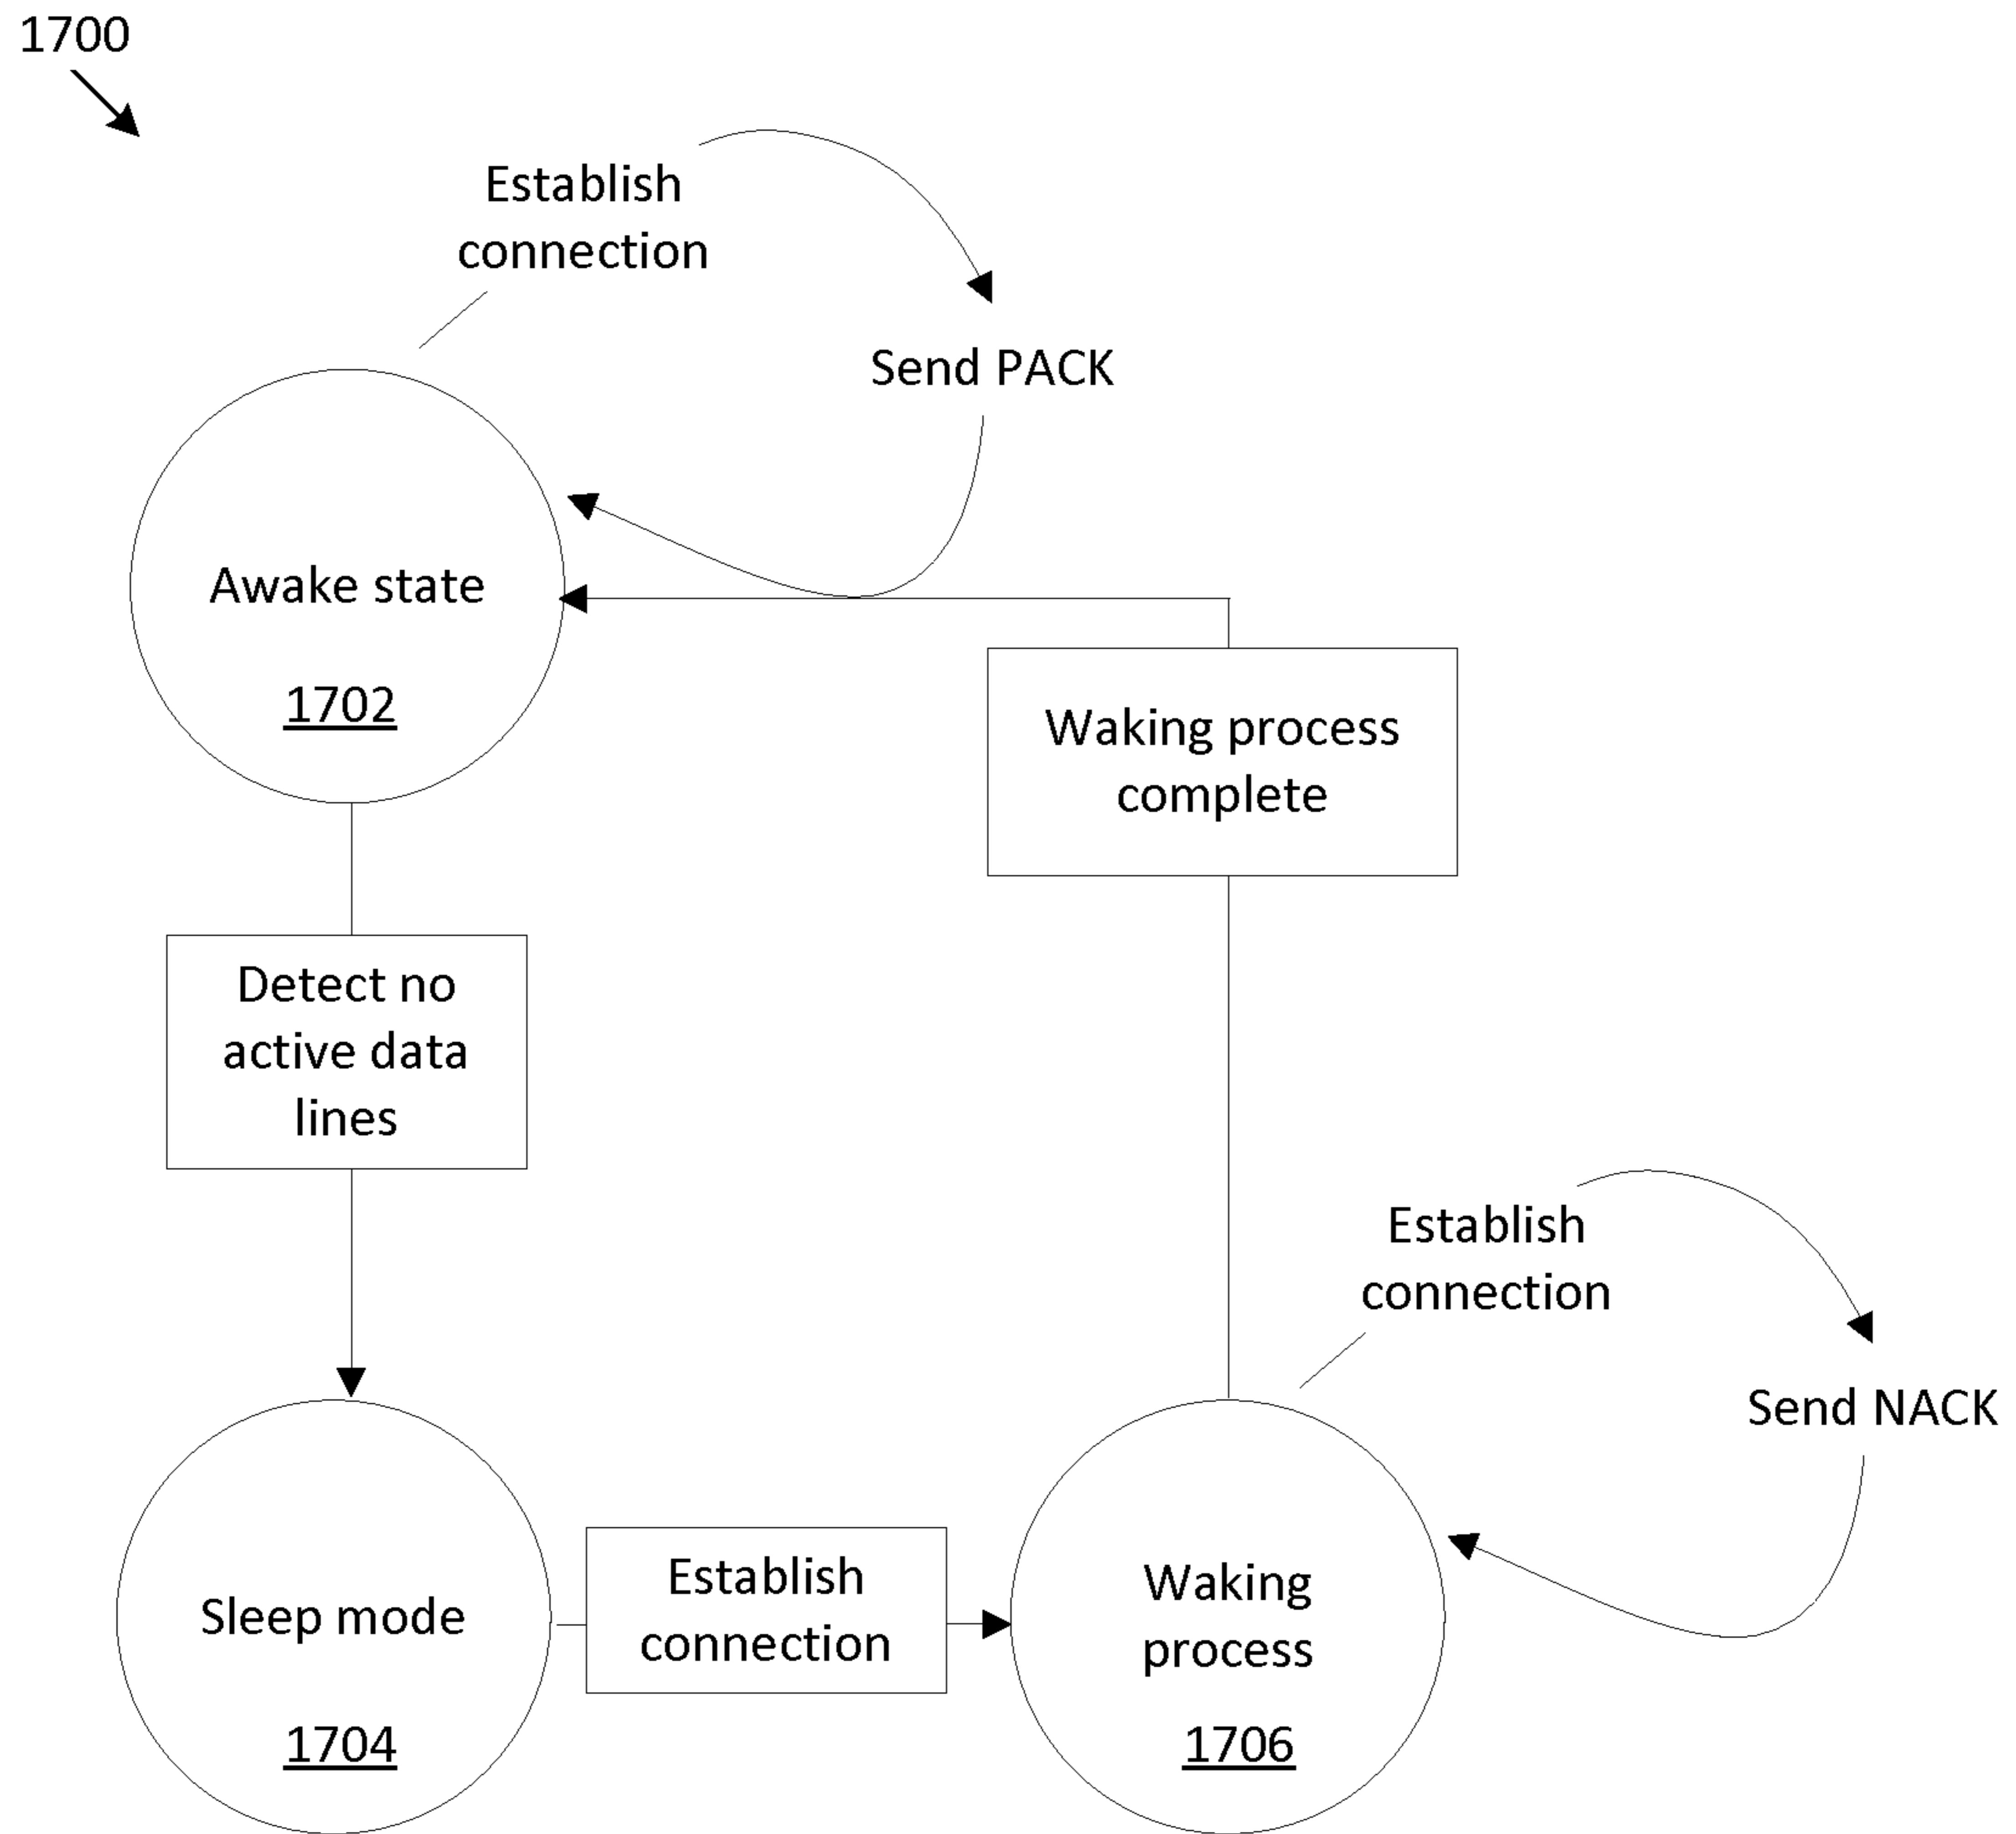 1700
Establish
connection
Send PACK
Awake state
1702
Waking process
complete
Detect no
active data
lines
Establish
connection
Send NACK
Sleep mode
1704
Establish
connection
Waking
process
1706